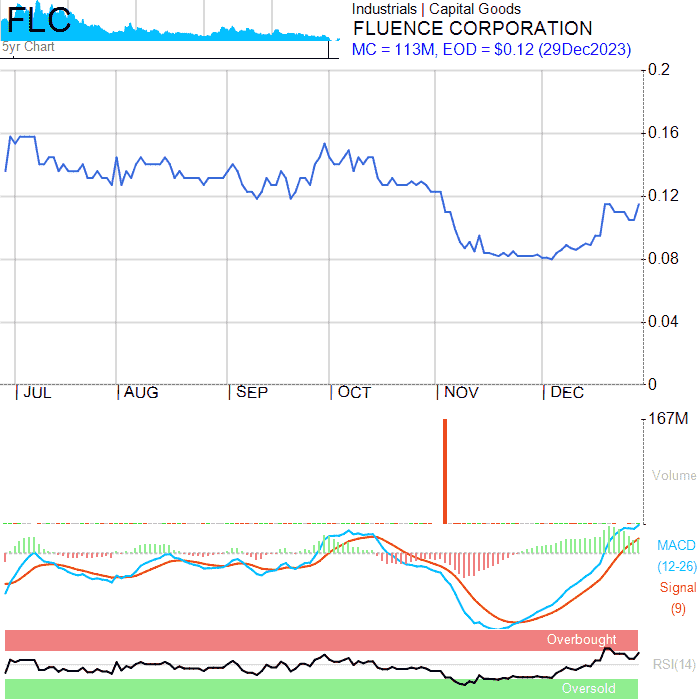 FLC
5yr Chart
Industrials | Capital Goods
FLUENCE CORPORATION
MC = 113M, EOD = $0.12 (29Dec2023)
0.2
0.16
0.12
0.08
0.04
0
JUL AUG SEP OCT NOV DEC
167M
Volume
MACD
(12-26)
Signal
(9)
Overbought
RSI(14)
Oversold